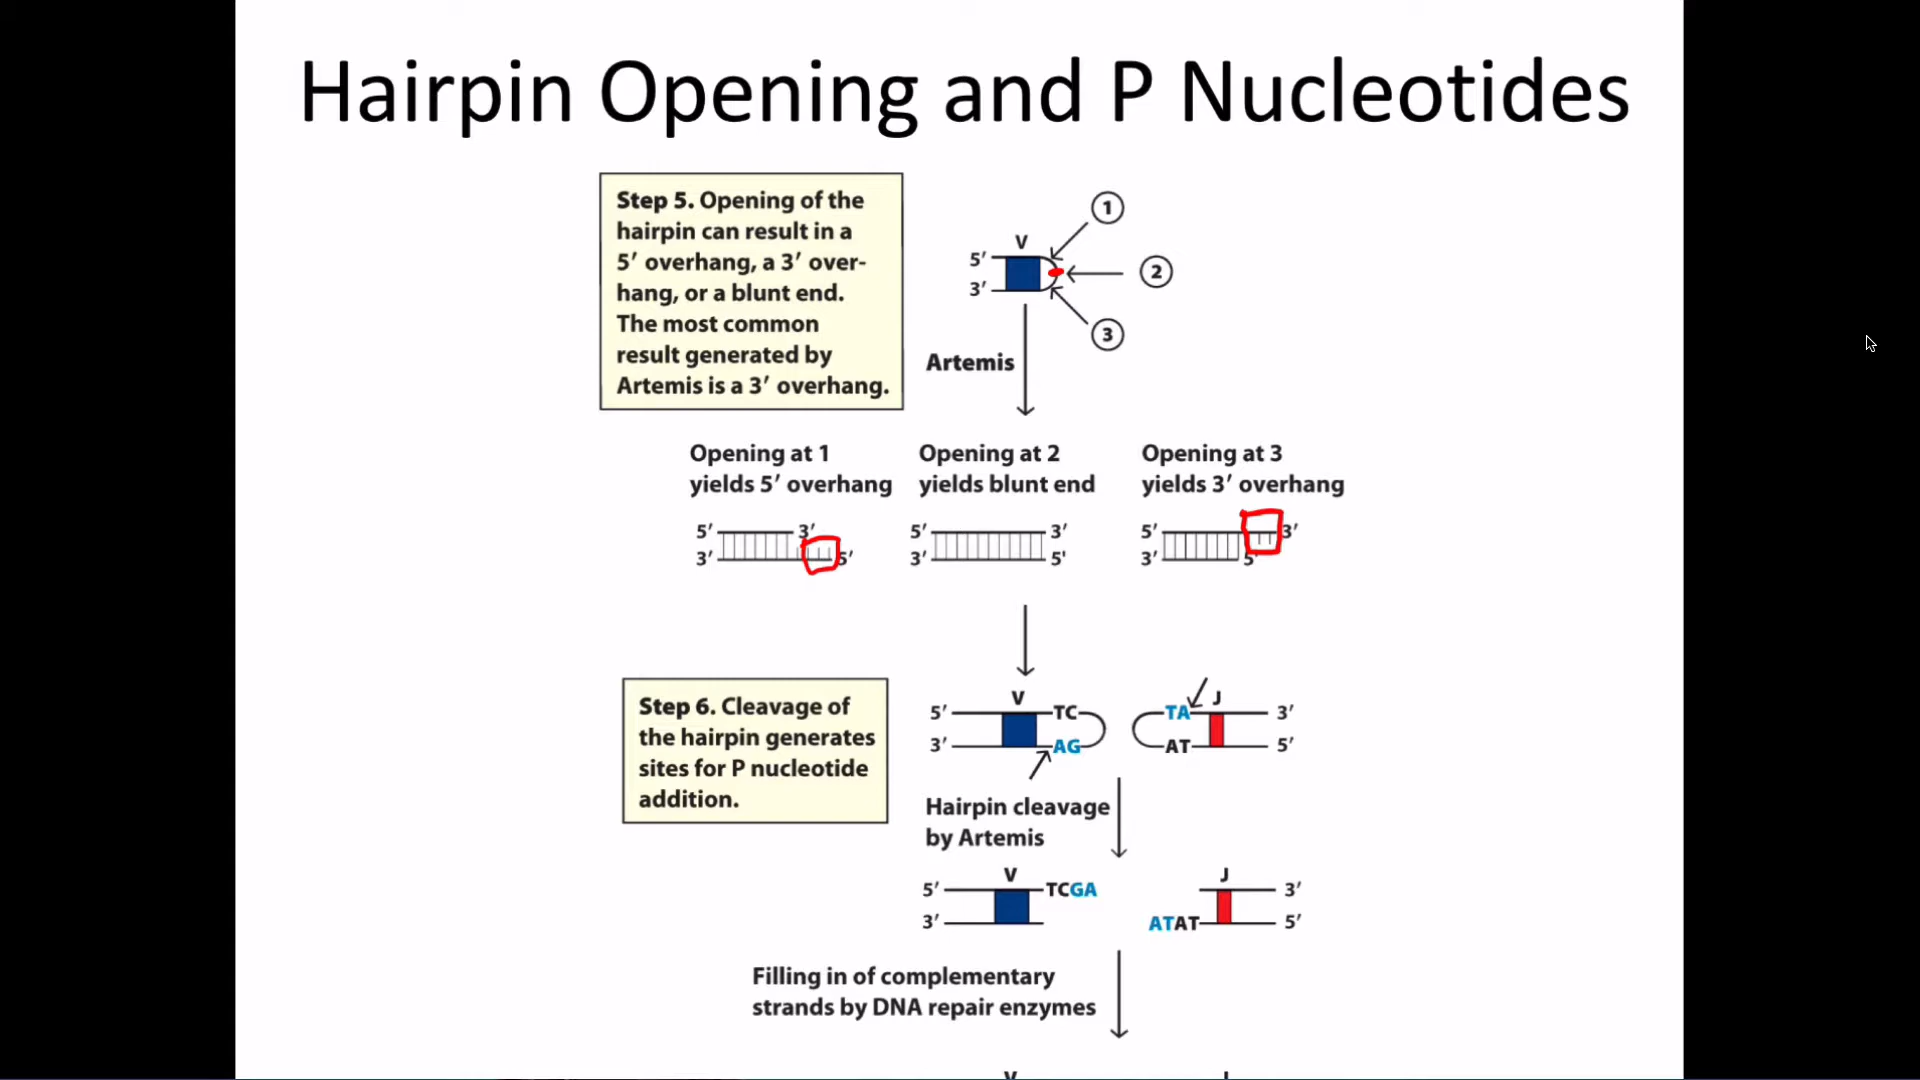 Hairpin Opening and P Nucleotides
Step 5. Opening of the
hairpin can result in a
5′ overhang, a 3′ over-
hang, or a blunt end.
The most common
result generated by
Artemis is a 3′ overhang.
1
V
5′
2
3′
3
Artemis
Opening at 1
yields 5′ overhang
Opening at 2
yields blunt end
Opening at 3
yields 3′ overhang
5′ 3′
3′ 5′
5′ 3′
3′ 5'
5′ 3′
3′ 5′
Step 6. Cleavage of
the hairpin generates
sites for P nucleotide
addition.
V J
5′ TC TA 3′
3′ AG AT 5′
Hairpin cleavage
by Artemis
V J
5′ TCGA 3′
3′ ATAT 5′
Filling in of complementary
strands by DNA repair enzymes